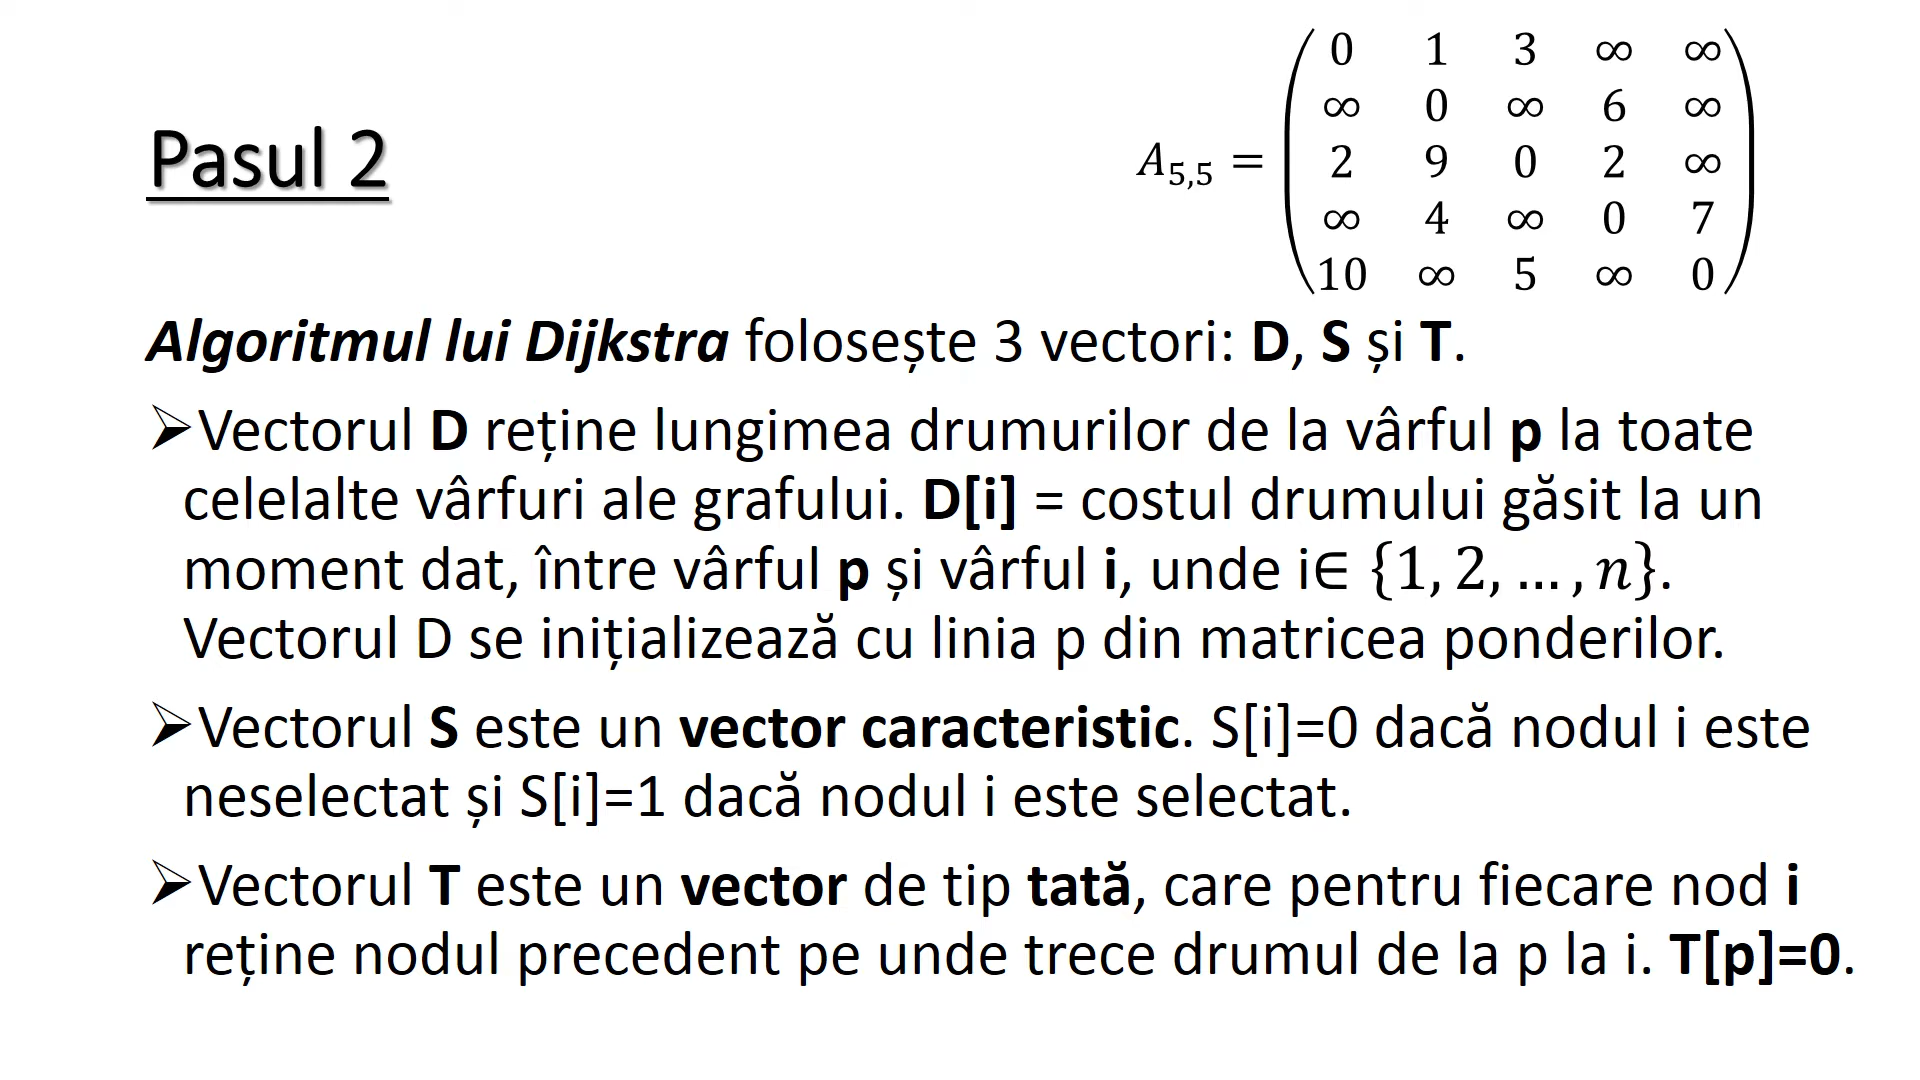 Pasul 2
A5,5 =
0 1 3 ∞ ∞
∞ 0 ∞ 6 ∞
2 9 0 2 ∞
∞ 4 ∞ 0 7
10 ∞ 5 ∞ 0
Algoritmul lui Dijkstra folosește 3 vectori: D, S și T.
➢Vectorul D reține lungimea drumurilor de la vârful p la toate
celelalte vârfuri ale grafului. D[i] = costul drumului găsit la un
moment dat, între vârful p și vârful i, unde i∈ {1, 2, … , n}.
Vectorul D se inițializează cu linia p din matricea ponderilor.
➢Vectorul S este un vector caracteristic. S[i]=0 dacă nodul i este
neselectat și S[i]=1 dacă nodul i este selectat.
➢Vectorul T este un vector de tip tată, care pentru fiecare nod i
reține nodul precedent pe unde trece drumul de la p la i. T[p]=0.